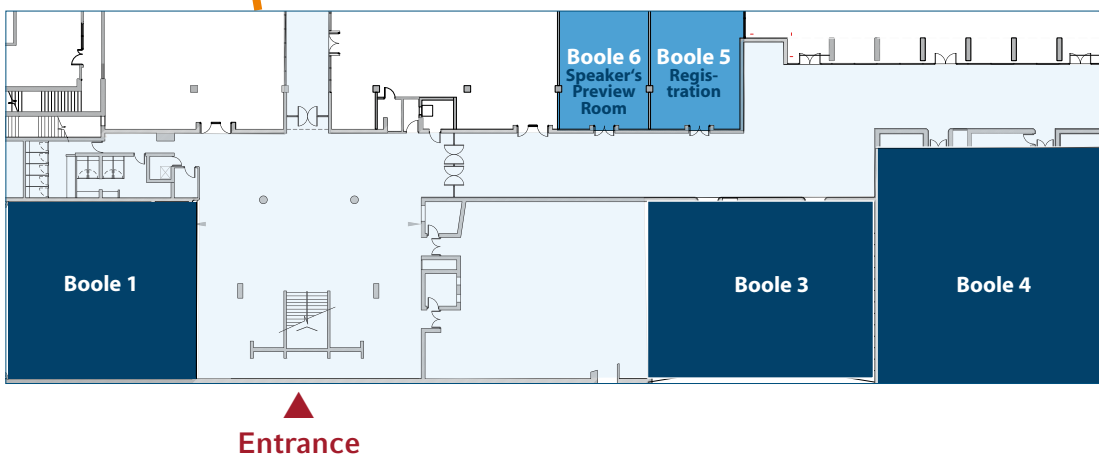 Boole 6
Speaker's
Preview
Room
Boole 5
Regis-
tration
Boole 1
Boole 3
Boole 4
Entrance